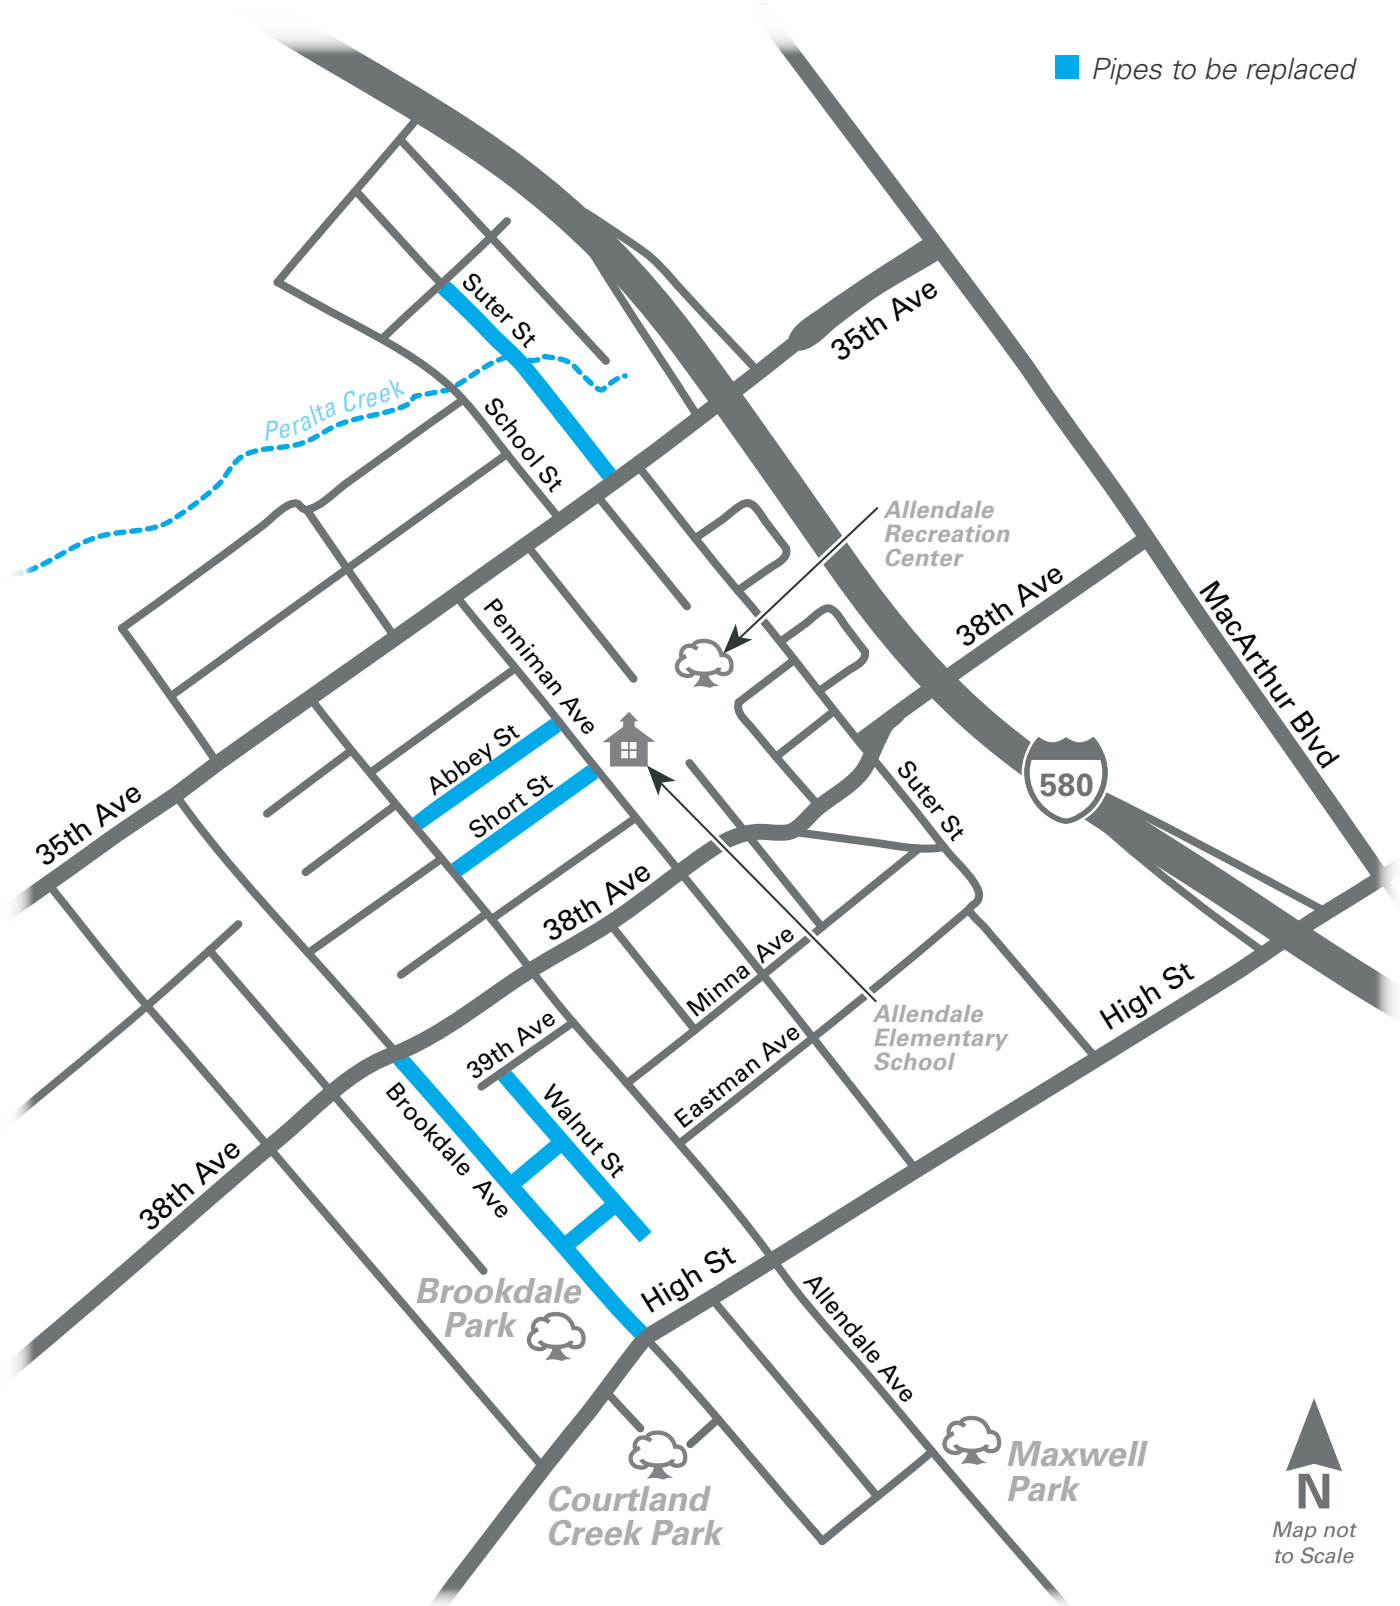 Pipes to be replaced
Suter St
35th Ave
Peralta Creek
School St
Allendale
Recreation
Center
38th Ave
MacArthur Blvd
Penniman Ave
Abbey St
Short St
580
Suter St
35th Ave
38th Ave
Minna Ave
High St
Allendale
Elementary
School
39th Ave
Eastman Ave
Walnut St
Brookdale Ave
38th Ave
High St
Brookdale
Park
Allendale Ave
Maxwell
Park
Courtland
Creek Park
N
Map not
to Scale